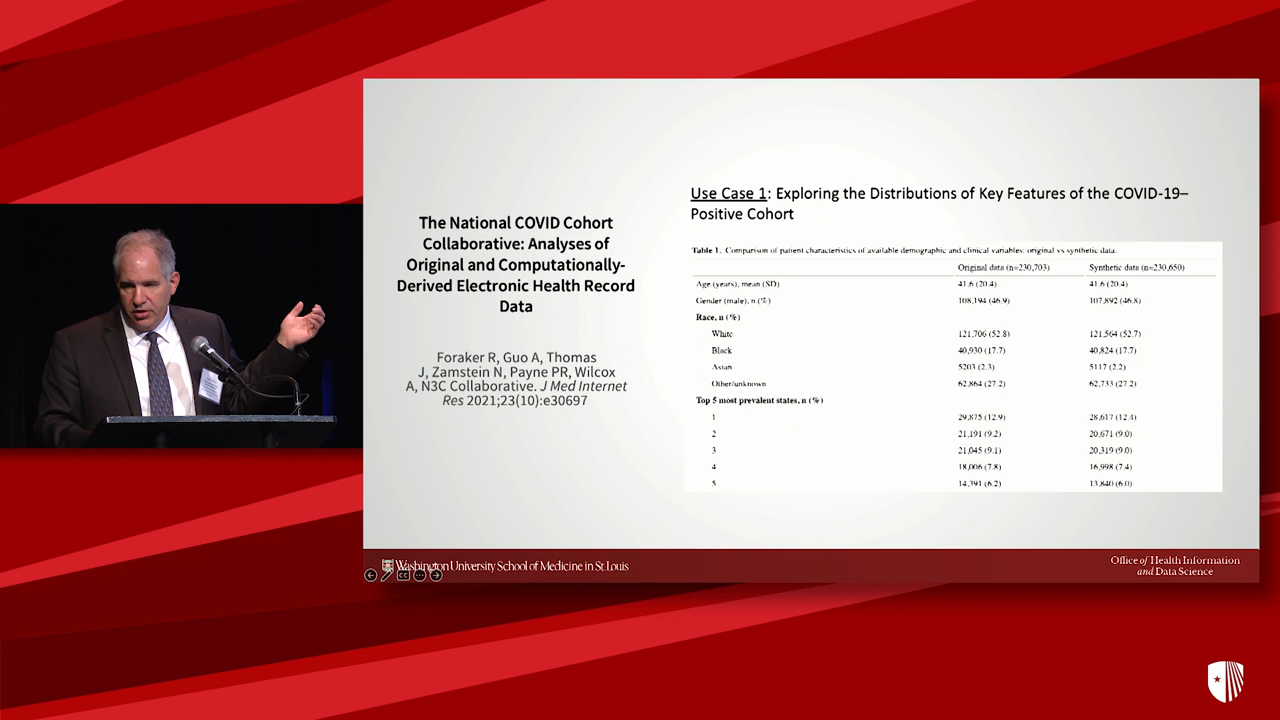 The National COVID Cohort
Collaborative: Analyses of
Original and Computationally-
Derived Electronic Health Record
Data
Foraker R, Guo A, Thomas
J, Zamstein N, Payne PR, Wilcox
A, N3C Collaborative. J Med Internet
Res 2021;23(10):e30697
Use Case 1: Exploring the Distributions of Key Features of the COVID-19–
Positive Cohort
Table 1. Comparison of patient characteristics of available demographic and clinical variables: original vs synthetic data.
Original data (n=230,703) Synthetic data (n=230,650)
Age (years), mean (SD) 41.6 (20.4) 41.6 (20.4)
Gender (male), n (%) 108,194 (46.9) 107,892 (46.8)
Race, n (%)
White 121,706 (52.8) 121,564 (52.7)
Black 40,930 (17.7) 40,824 (17.7)
Asian 5203 (2.3) 5117 (2.2)
Other/unknown 62,864 (27.2) 62,733 (27.2)
Top 5 most prevalent states, n (%)
1 29,875 (12.9) 28,617 (12.4)
2 21,191 (9.2) 20,671 (9.0)
3 21,045 (9.1) 20,319 (9.0)
4 18,006 (7.8) 16,998 (7.4)
5 14,391 (6.2) 13,840 (6.0)
Washington University School of Medicine in St. Louis
CC
Office of Health Information
and Data Science